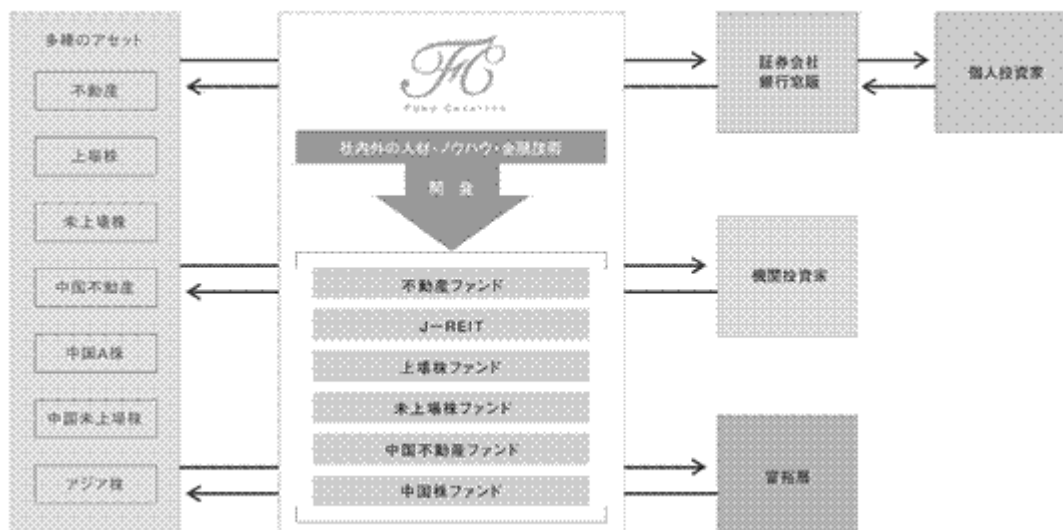 多種のアセット
不動産
上場株
未上場株
中国不動産
中国A株
中国未上場株
アジア株
FC
Fund Creation
社内外の人材・ノウハウ・金融技術
開発
不動産ファンド
J-REIT
上場株ファンド
未上場株ファンド
中国不動産ファンド
中国株ファンド
証券会社
銀行窓販
個人投資家
機関投資家
富裕層